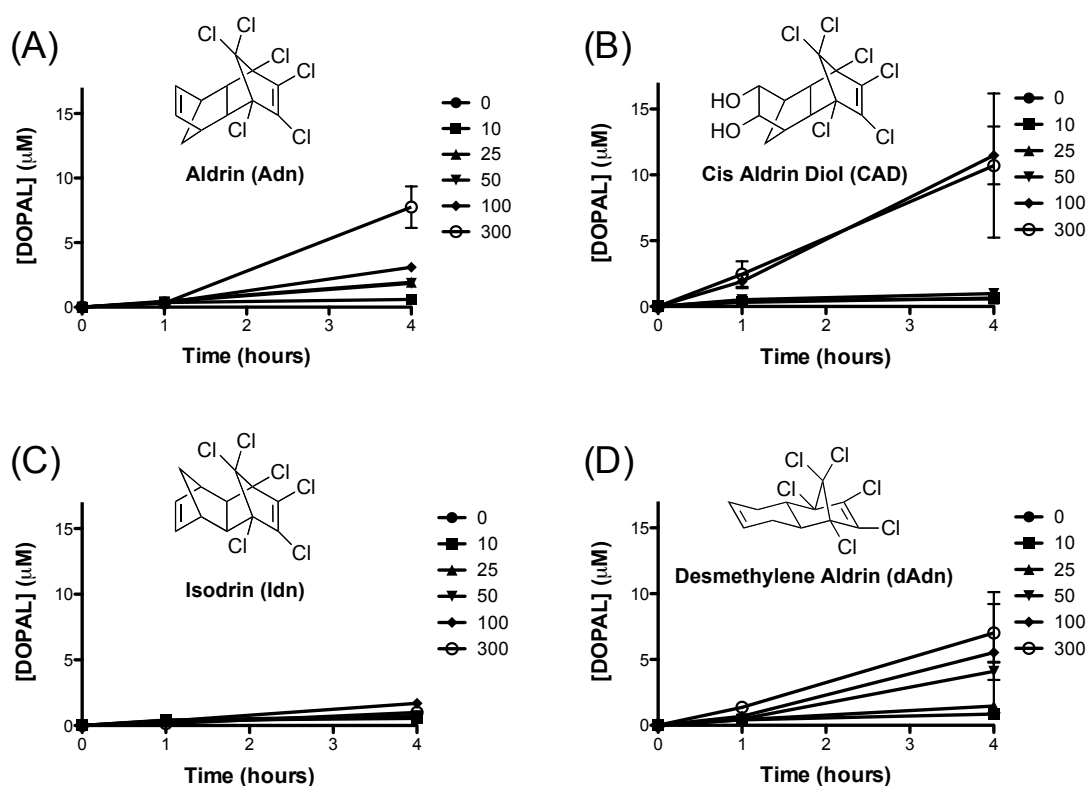 (A)
Cl
Cl
Cl
Cl
Cl
Cl
Aldrin (Adn)
[DOPAL] (µM)
15
10
5
0
0 1 2 3 4
Time (hours)
0
10
25
50
100
300
(B)
Cl
Cl
Cl
Cl
HO
HO
Cl
Cl
Cis Aldrin Diol (CAD)
[DOPAL] (µM)
15
10
5
0
0 1 2 3 4
Time (hours)
0
10
25
50
100
300
(C)
Cl
Cl
Cl
Cl
Cl
Cl
Isodrin (Idn)
[DOPAL] (µM)
15
10
5
0
0 1 2 3 4
Time (hours)
0
10
25
50
100
300
(D)
Cl
Cl
Cl
Cl
Cl
Cl
Desmethylene Aldrin (dAdn)
[DOPAL] (µM)
15
10
5
0
0 1 2 3 4
Time (hours)
0
10
25
50
100
300